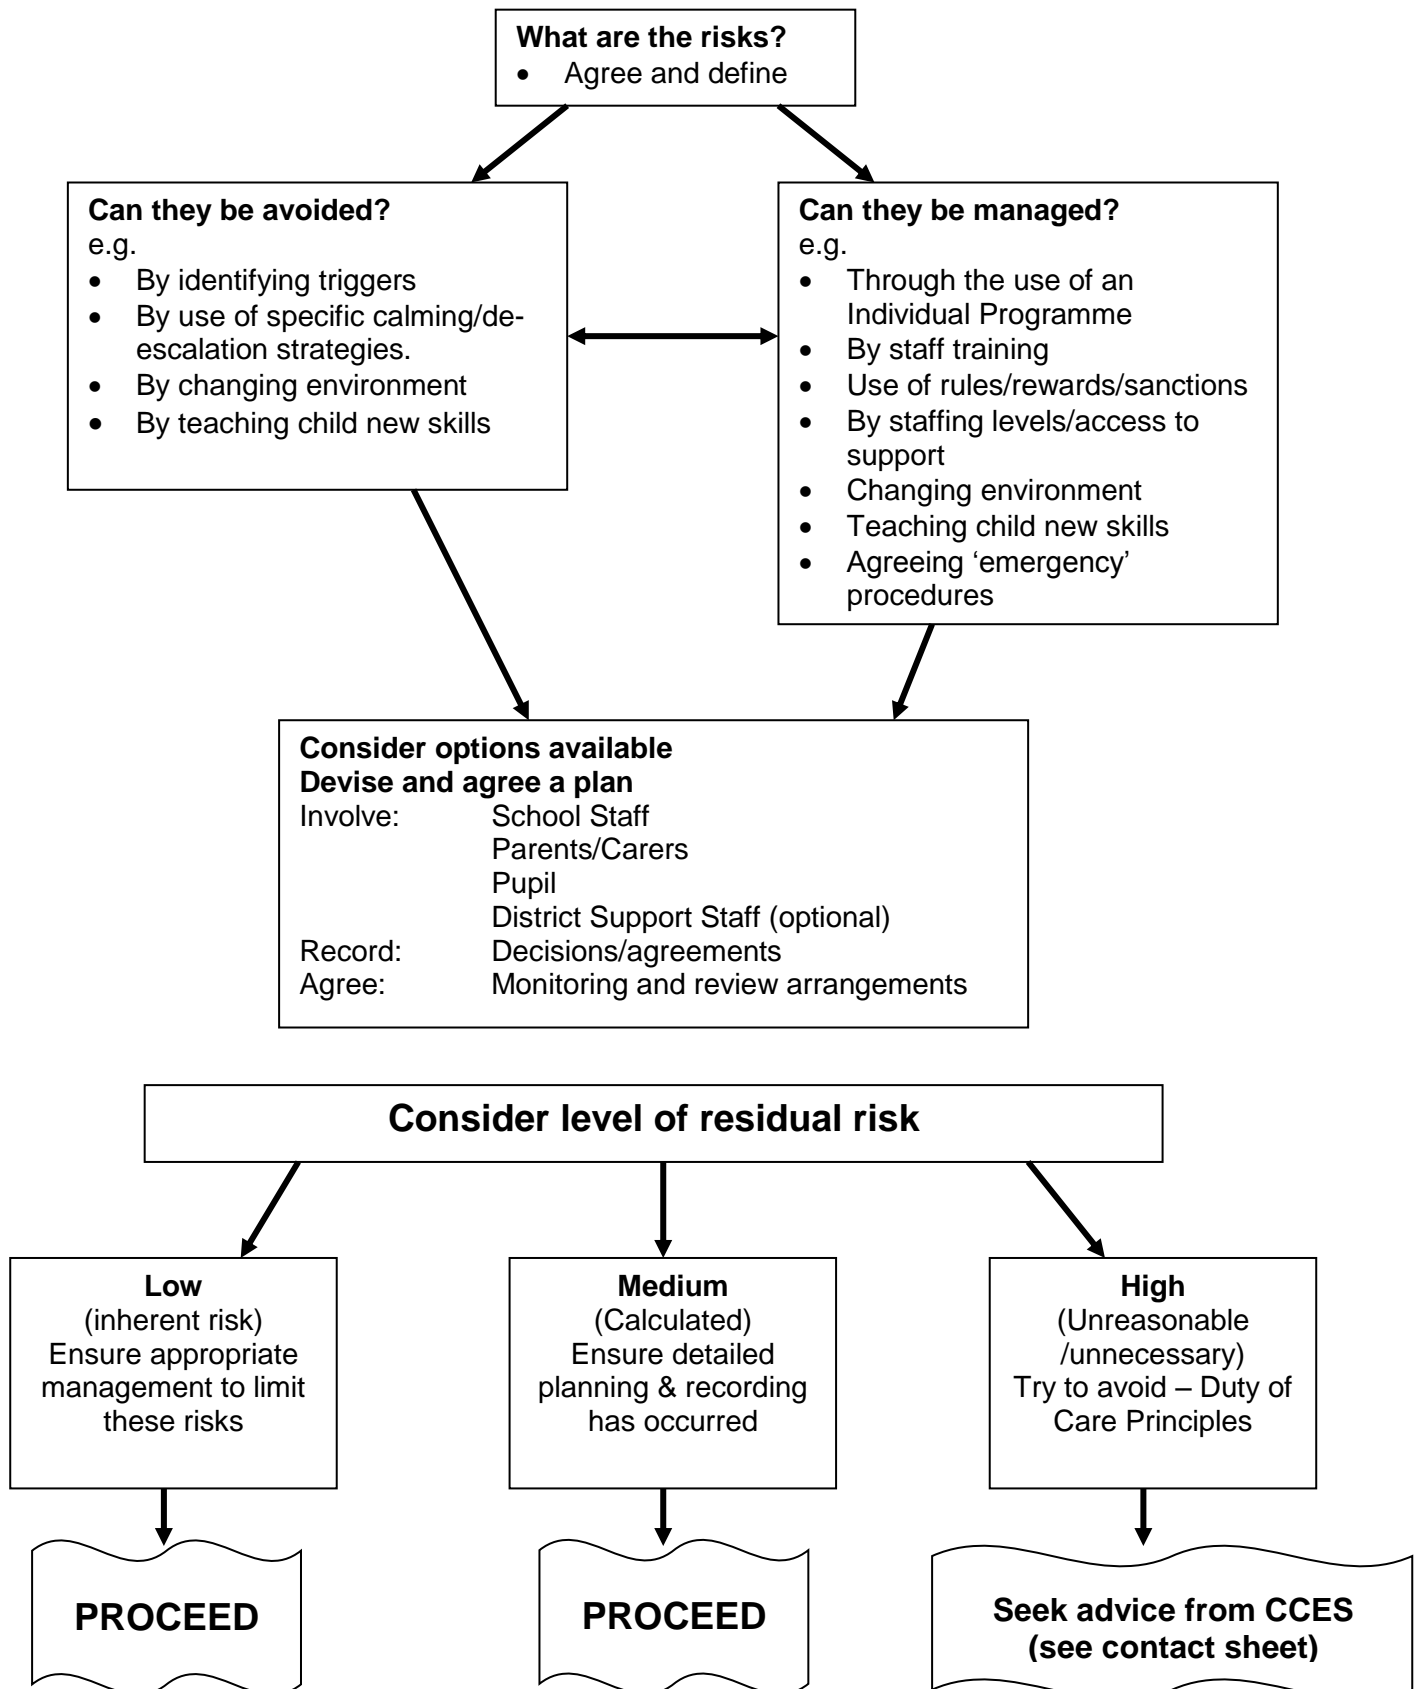 What are the risks?
• Agree and define
Can they be avoided?
e.g.
• By identifying triggers
• By use of specific calming/de-
escalation strategies.
• By changing environment
• By teaching child new skills
Can they be managed?
e.g.
• Through the use of an
Individual Programme
• By staff training
• Use of rules/rewards/sanctions
• By staffing levels/access to
support
• Changing environment
• Teaching child new skills
• Agreeing ‘emergency’
procedures
Consider options available
Devise and agree a plan
Involve: School Staff
Parents/Carers
Pupil
District Support Staff (optional)
Record: Decisions/agreements
Agree: Monitoring and review arrangements
Consider level of residual risk
Low
(inherent risk)
Ensure appropriate
management to limit
these risks
Medium
(Calculated)
Ensure detailed
planning & recording
has occurred
High
(Unreasonable
/unnecessary)
Try to avoid – Duty of
Care Principles
PROCEED
PROCEED
Seek advice from CCES
(see contact sheet)